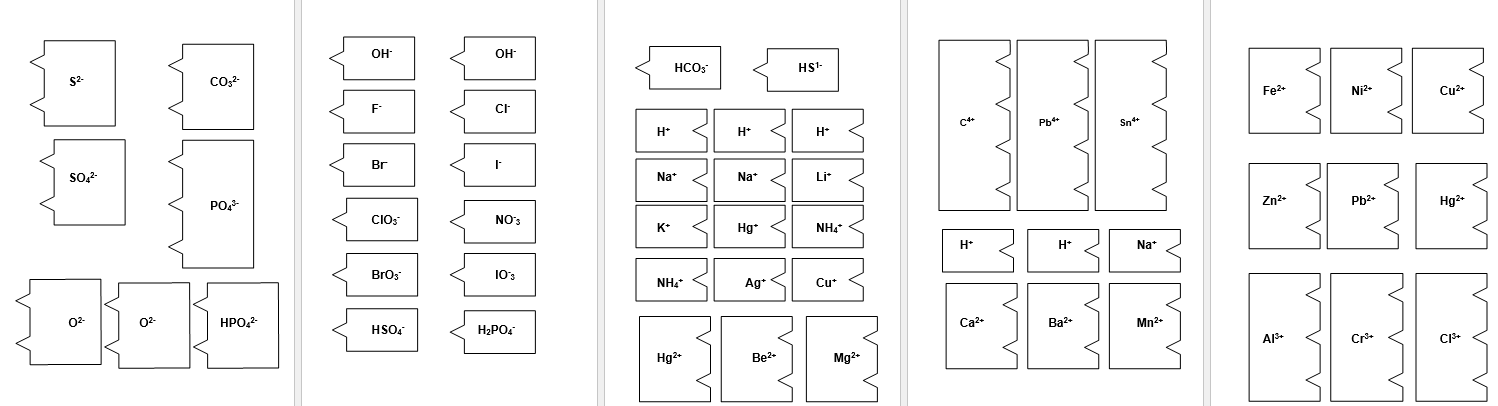 S²⁻ CO₃²⁻
SO₄²⁻
PO₄³⁻
O²⁻ O²⁻ HPO₄²⁻
OH⁻ OH⁻
F⁻ Cl⁻
Br⁻ I⁻
ClO₃⁻ NO⁻₃
BrO₃⁻ IO⁻₃
HSO₄⁻ H₂PO₄⁻
HCO₃⁻ HS¹⁻
H⁺ H⁺ H⁺
Na⁺ Na⁺ Li⁺
K⁺ Hg⁺ NH₄⁺
NH₄⁺ Ag⁺ Cu⁺
Hg²⁺ Be²⁺ Mg²⁺
C⁴⁺ Pb⁴⁺ Sn⁴⁺
H⁺ H⁺ Na⁺
Ca²⁺ Ba²⁺ Mn²⁺
Fe²⁺ Ni²⁺ Cu²⁺
Zn²⁺ Pb²⁺ Hg²⁺
Al³⁺ Cr³⁺ Cl³⁺